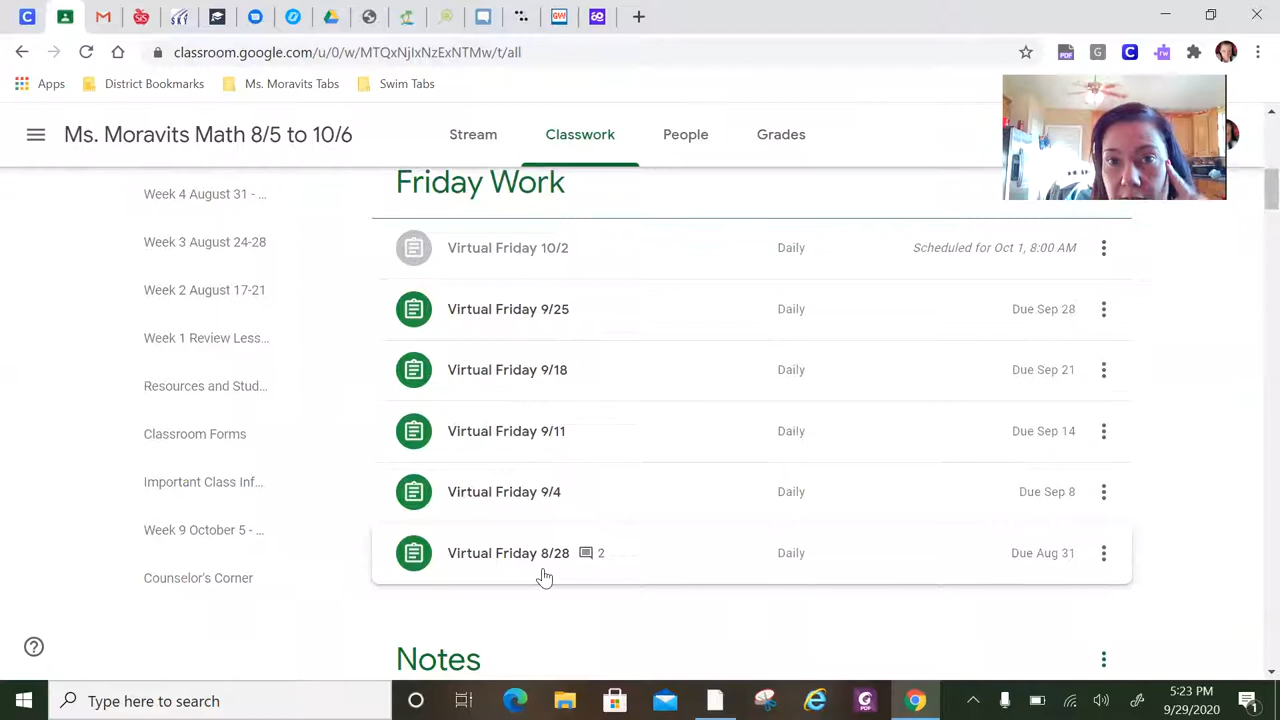 classroom.google.com/u/0/w/MTQxNjIxNzExNTMw/t/all
Apps District Bookmarks Ms. Moravits Tabs Swim Tabs
Ms. Moravits Math 8/5 to 10/6 Stream Classwork People Grades
Week 4 August 31 - ...
Week 3 August 24-28
Week 2 August 17-21
Week 1 Review Less...
Resources and Stud...
Classroom Forms
Important Class Inf...
Week 9 October 5 - ...
Counselor's Corner
Friday Work
Virtual Friday 10/2 Daily Scheduled for Oct 1, 8:00 AM
Virtual Friday 9/25 Daily Due Sep 28
Virtual Friday 9/18 Daily Due Sep 21
Virtual Friday 9/11 Daily Due Sep 14
Virtual Friday 9/4 Daily Due Sep 8
Virtual Friday 8/28 2 Daily Due Aug 31
Notes
Type here to search
5:23 PM
9/29/2020